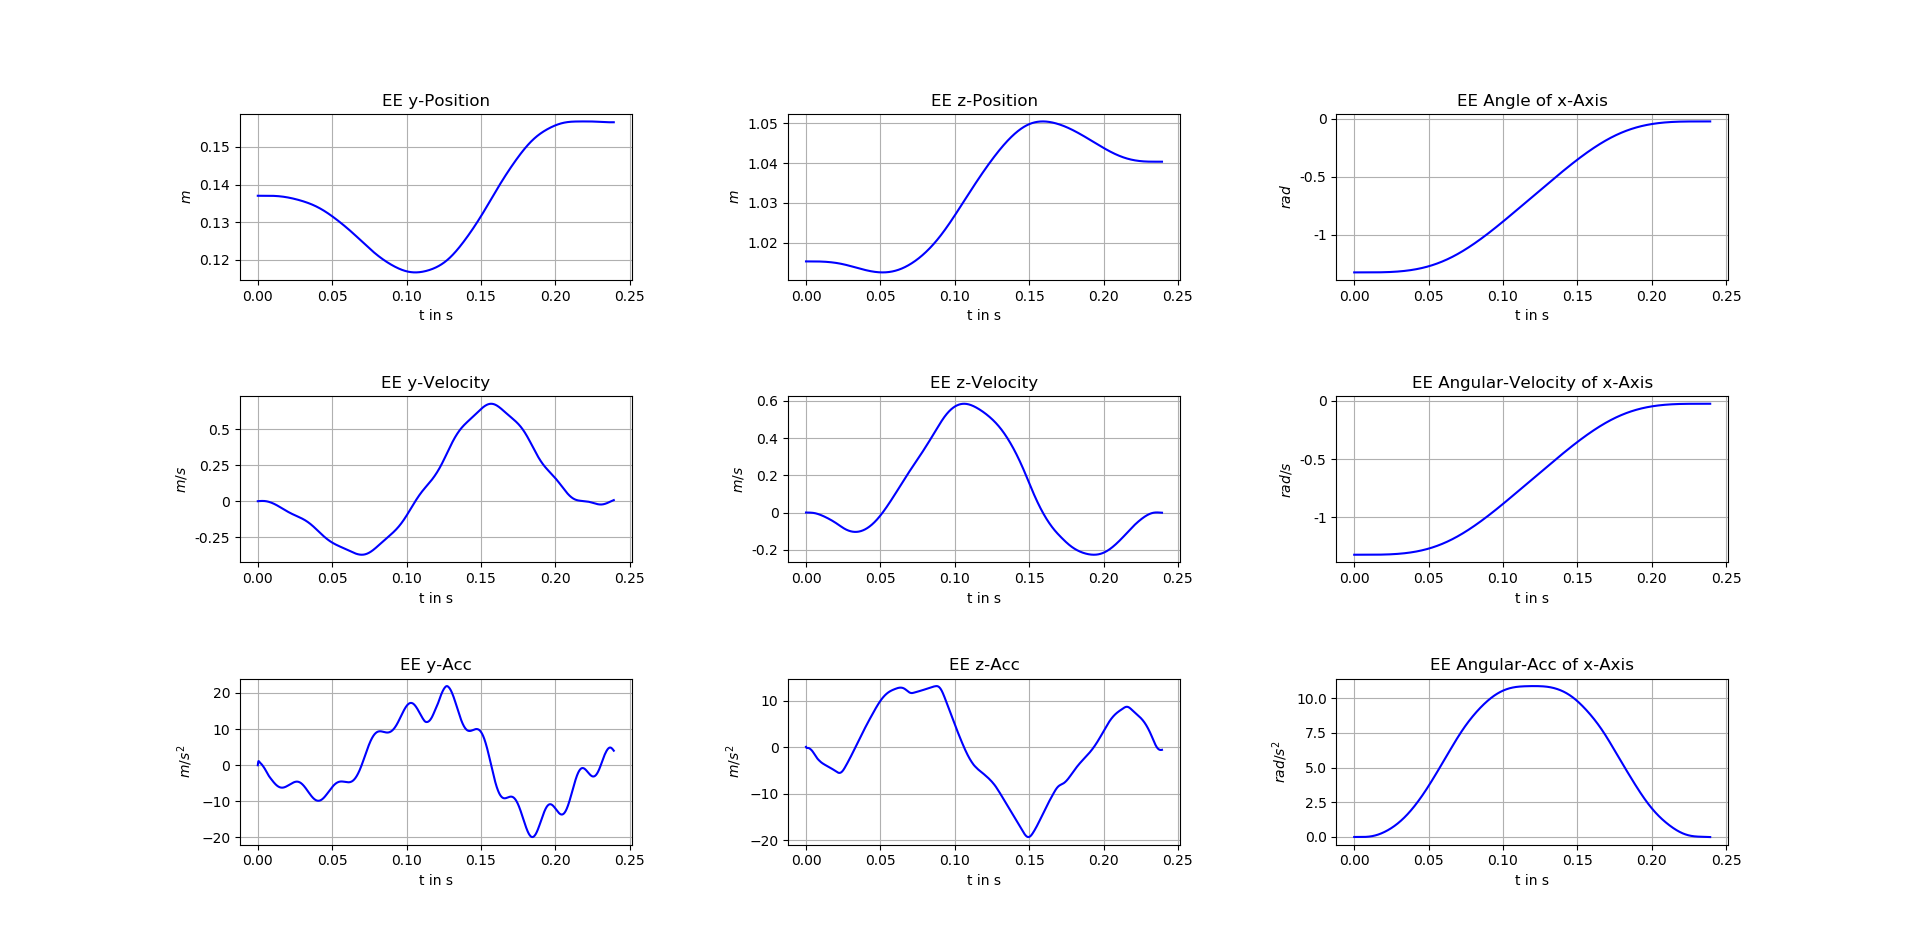 EE y-Position
EE z-Position
EE Angle of x-Axis
m
0.15
0.14
0.13
0.12
0.00 0.05 0.10 0.15 0.20 0.25
t in s
m
1.05
1.04
1.03
1.02
0.00 0.05 0.10 0.15 0.20 0.25
t in s
rad
0
-0.5
-1
0.00 0.05 0.10 0.15 0.20 0.25
t in s
EE y-Velocity
EE z-Velocity
EE Angular-Velocity of x-Axis
m/s
0.5
0.25
0
-0.25
0.00 0.05 0.10 0.15 0.20 0.25
t in s
m/s
0.6
0.4
0.2
0
-0.2
0.00 0.05 0.10 0.15 0.20 0.25
t in s
rad/s
0
-0.5
-1
0.00 0.05 0.10 0.15 0.20 0.25
t in s
EE y-Acc
EE z-Acc
EE Angular-Acc of x-Axis
m/s²
20
10
0
−10
−20
0.00 0.05 0.10 0.15 0.20 0.25
t in s
m/s²
10
0
−10
−20
0.00 0.05 0.10 0.15 0.20 0.25
t in s
rad/s²
10.0
7.5
5.0
2.5
0.0
0.00 0.05 0.10 0.15 0.20 0.25
t in s